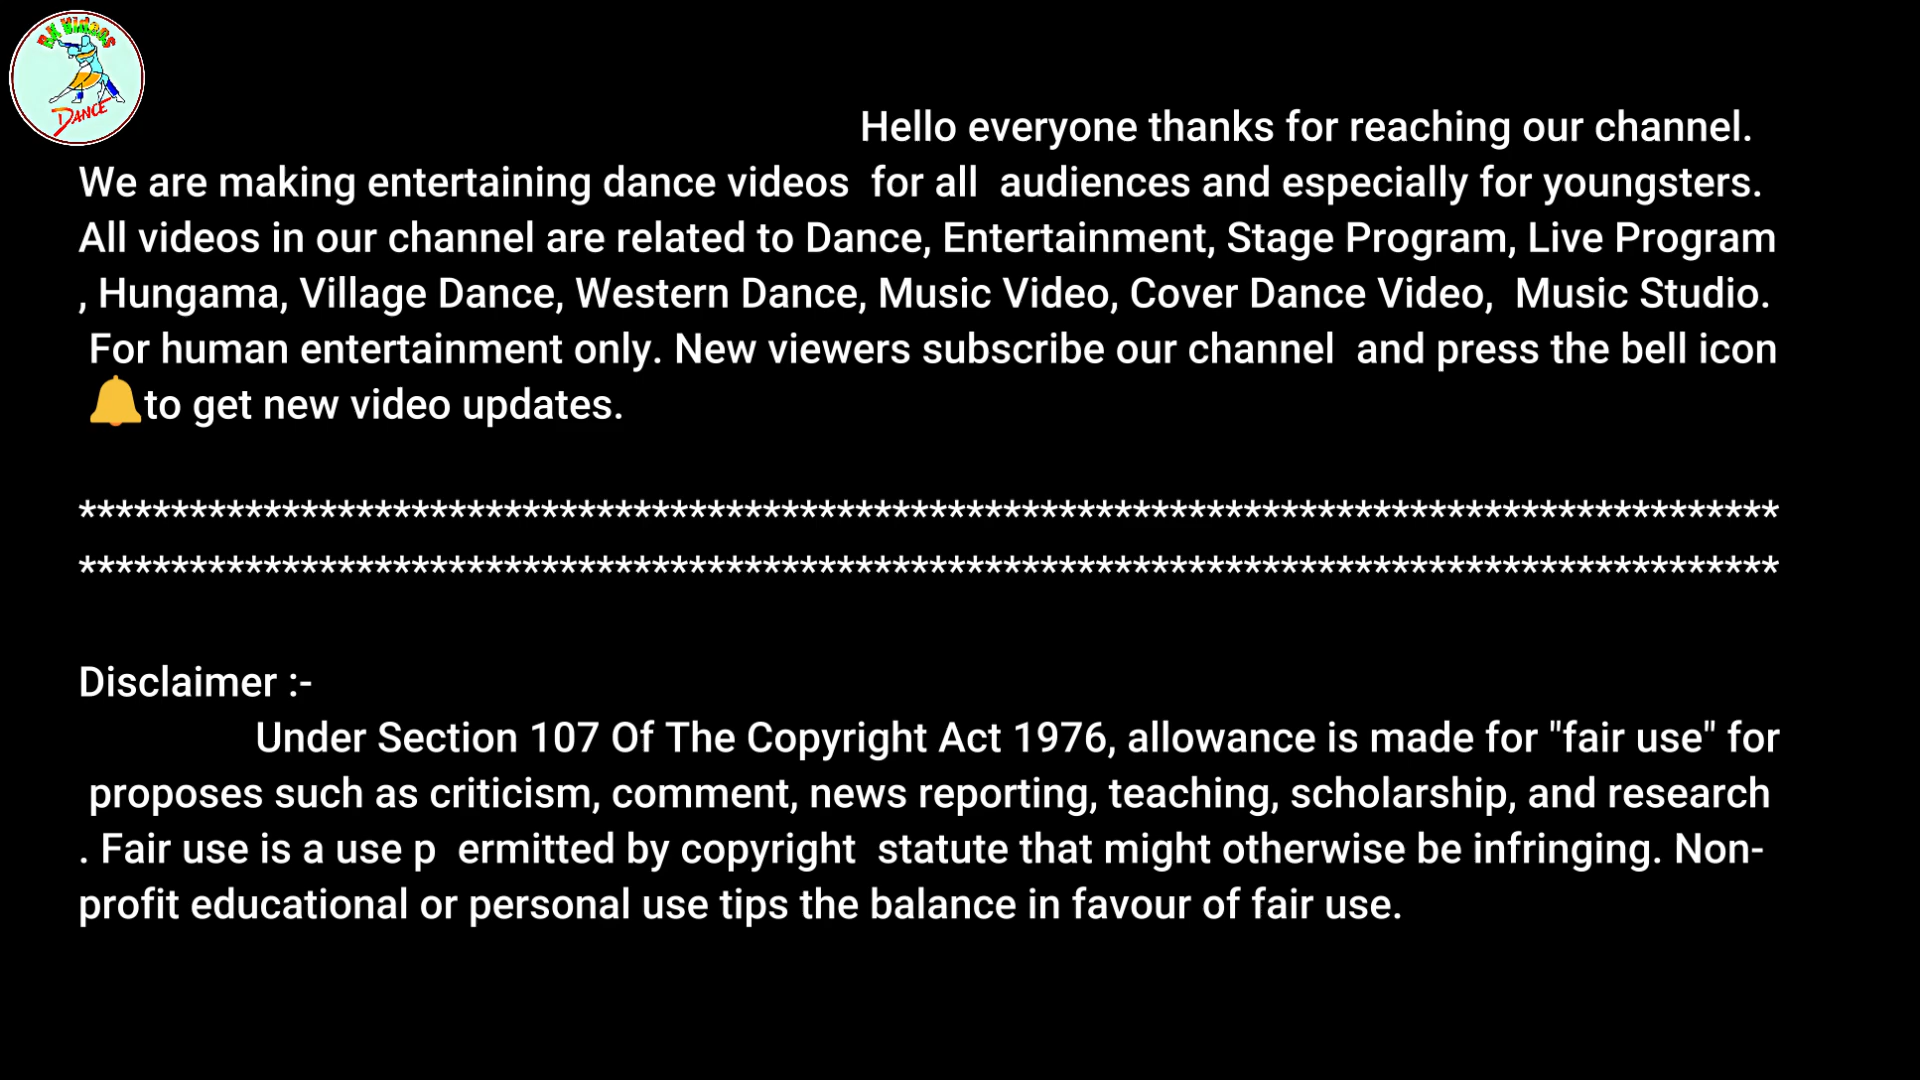 RK Videos
DANCE
Hello everyone thanks for reaching our channel.
We are making entertaining dance videos  for all  audiences and especially for youngsters.
All videos in our channel are related to Dance, Entertainment, Stage Program, Live Program
, Hungama, Village Dance, Western Dance, Music Video, Cover Dance Video,  Music Studio.
For human entertainment only. New viewers subscribe our channel  and press the bell icon
🔔to get new video updates.
********************************************************************************************
********************************************************************************************
Disclaimer :-
Under Section 107 Of The Copyright Act 1976, allowance is made for "fair use" for
proposes such as criticism, comment, news reporting, teaching, scholarship, and research
. Fair use is a use p  ermitted by copyright  statute that might otherwise be infringing. Non-
profit educational or personal use tips the balance in favour of fair use.